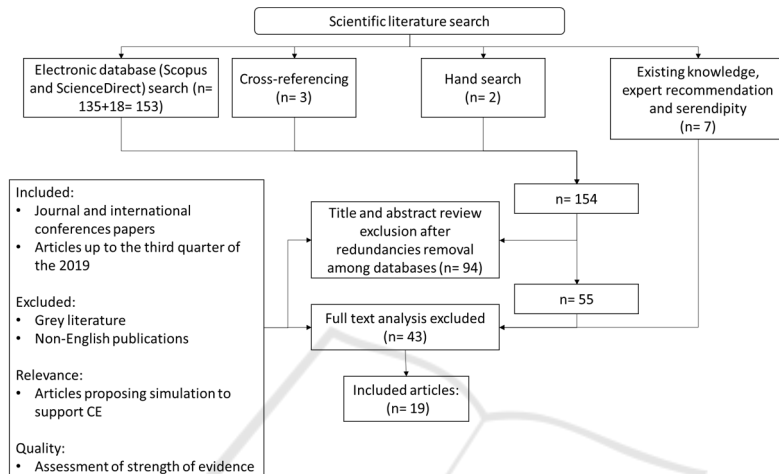 Scientific literature search
Electronic database (Scopus
and ScienceDirect) search (n=
135+18= 153)
Cross-referencing
(n= 3)
Hand search
(n= 2)
Existing knowledge,
expert recommendation
and serendipity
(n= 7)
n= 154
Title and abstract review
exclusion after
redundancies removal
among databases (n= 94)
n= 55
Full text analysis excluded
(n= 43)
Included articles:
(n= 19)
Included:
• Journal and international
conferences papers
• Articles up to the third quarter of
the 2019
Excluded:
• Grey literature
• Non-English publications
Relevance:
• Articles proposing simulation to
support CE
Quality:
• Assessment of strength of evidence